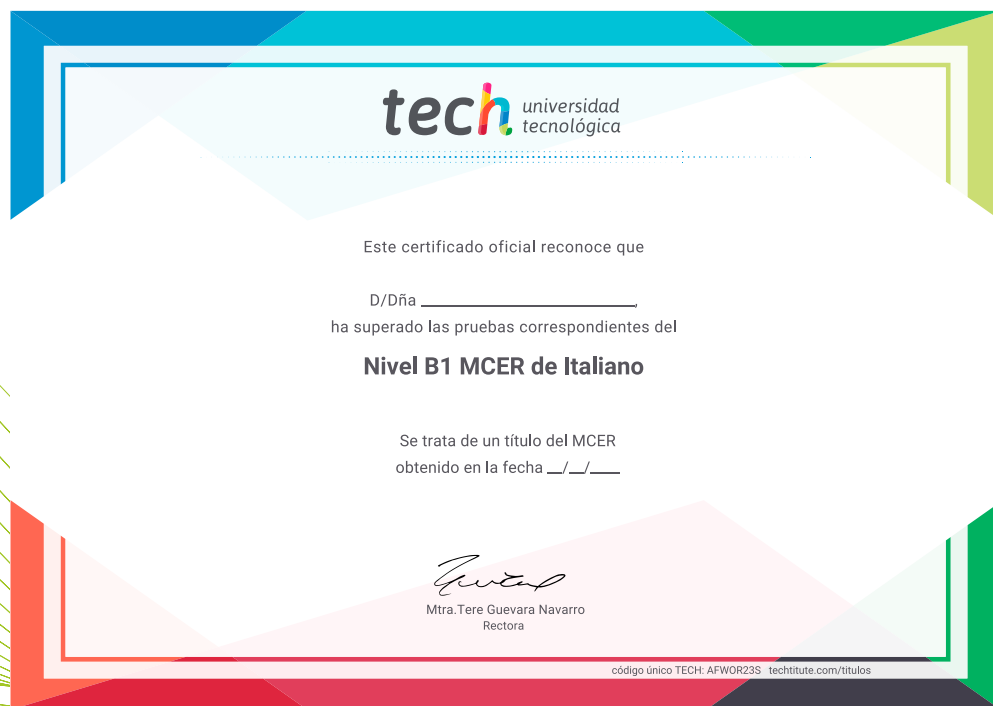 tech universidad
tecnológica
Este certificado oficial reconoce que
D/Dña ____________________,
ha superado las pruebas correspondientes del
Nivel B1 MCER de Italiano
Se trata de un título del MCER
obtenido en la fecha __/__/____
Mtra.Tere Guevara Navarro
Rectora
código único TECH: AFWOR23S techtitute.com/titulos